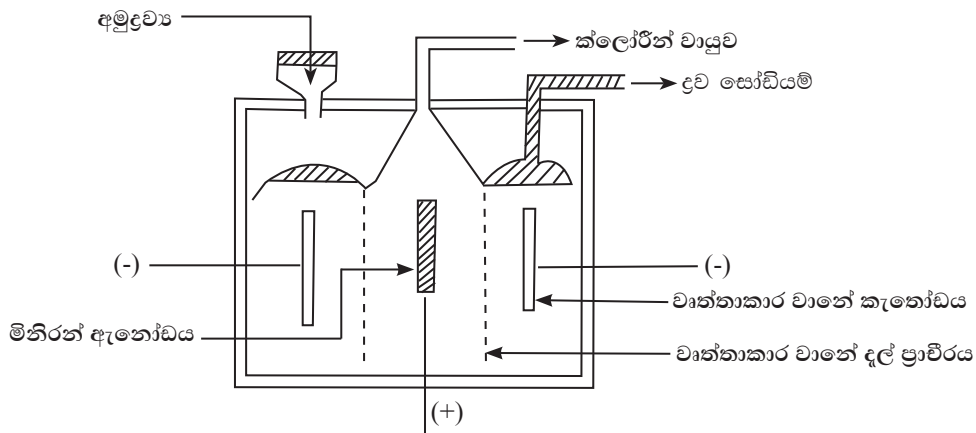 අමුද්‍රව්‍ය
ක්ලෝරීන් වායුව
ද්‍රව සෝඩියම්
(-)
(-)
වෘත්තාකාර වානේ කැතෝඩය
මිනිරන් ඇනෝඩය
වෘත්තාකාර වානේ දැල් ප්‍රාචීරය
(+)